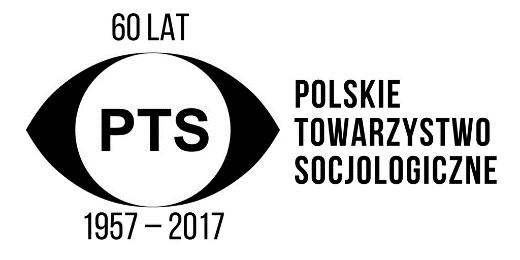 60 LAT
PTS
1957 – 2017
POLSKIE
TOWARZYSTWO
SOCJOLOGICZNE